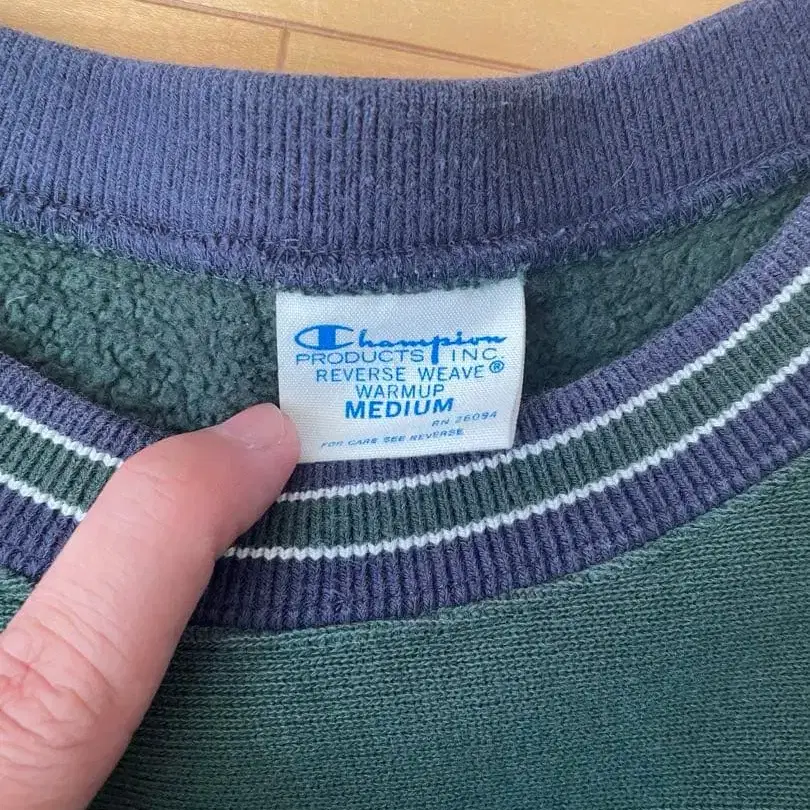 Champion
PRODUCTS INC.
REVERSE WEAVE®
WARMUP
MEDIUM
RN 26094
FOR CARE SEE REVERSE